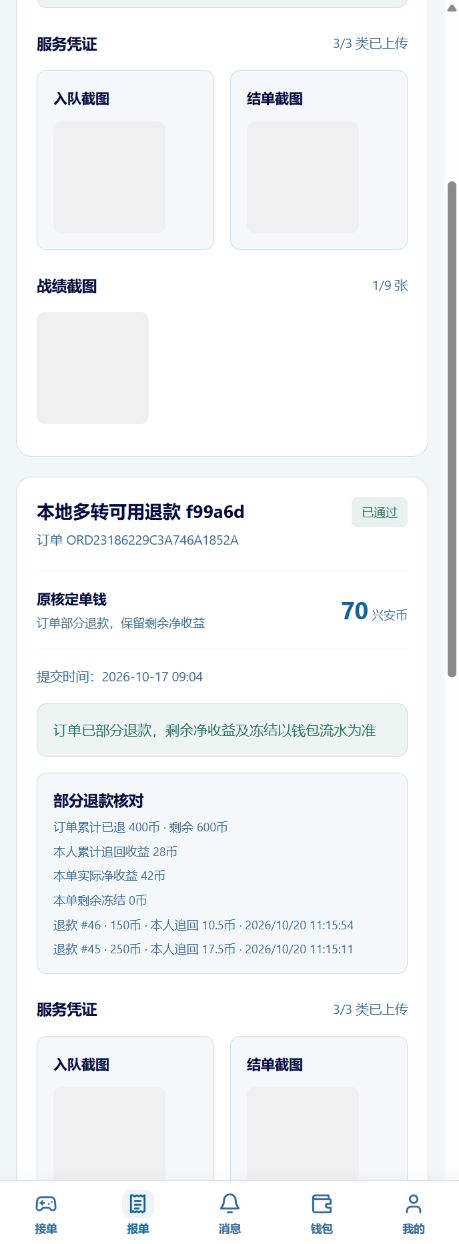 服务凭证
3/3 类已上传
入队截图
结单截图
战绩截图
1/9 张
本地多转可用退款 f99a6d
已通过
订单 ORD23186229C3A746A1852A
原核定单钱
订单部分退款，保留剩余净收益
70 兴安币
提交时间：2026-10-17 09:04
订单已部分退款，剩余净收益及冻结以钱包流水为准
部分退款核对
订单累计已退 400币 · 剩余 600币
本人累计追回收益 28币
本单实际净收益 42币
本单剩余冻结 0币
退款 #46 · 150币 · 本人追回 10.5币 · 2026/10/20 11:15:54
退款 #45 · 250币 · 本人追回 17.5币 · 2026/10/20 11:15:11
服务凭证
3/3 类已上传
入队截图
结单截图
接单
报单
消息
钱包
我的